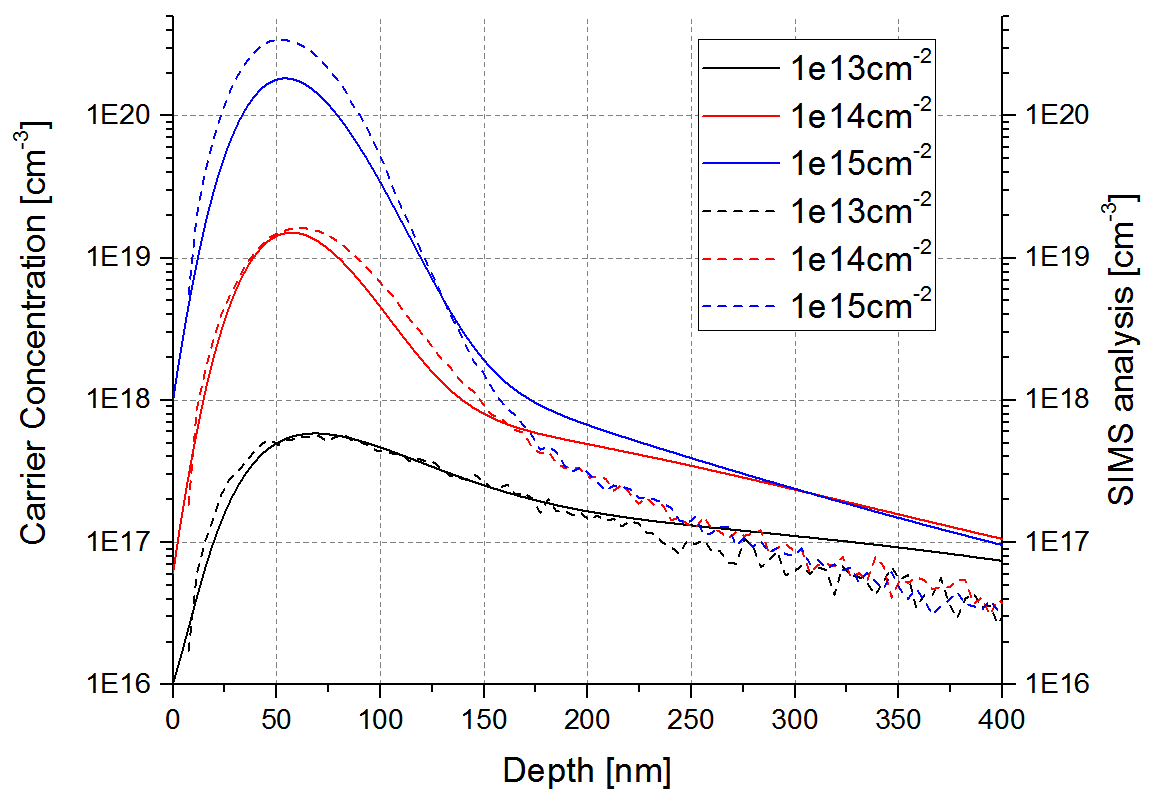 Carrier Concentration [cm-3]
1E20
1E19
1E18
1E17
1E16
1e13cm-2
1e14cm-2
1e15cm-2
1e13cm-2
1e14cm-2
1e15cm-2
1E20
1E19
1E18
1E17
1E16
SIMS analysis [cm-3]
0 50 100 150 200 250 300 350 400
Depth [nm]